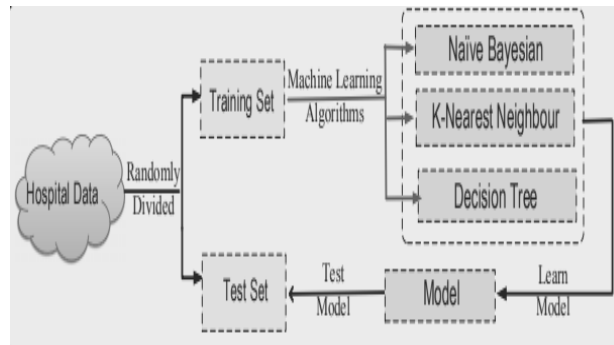 Naïve Bayesian
Machine Learning
Algorithms
Training Set
K-Nearest Neighbour
Hospital Data
Randomly
Divided
Decision Tree
Test Set
Test
Model
Model
Learn
Model